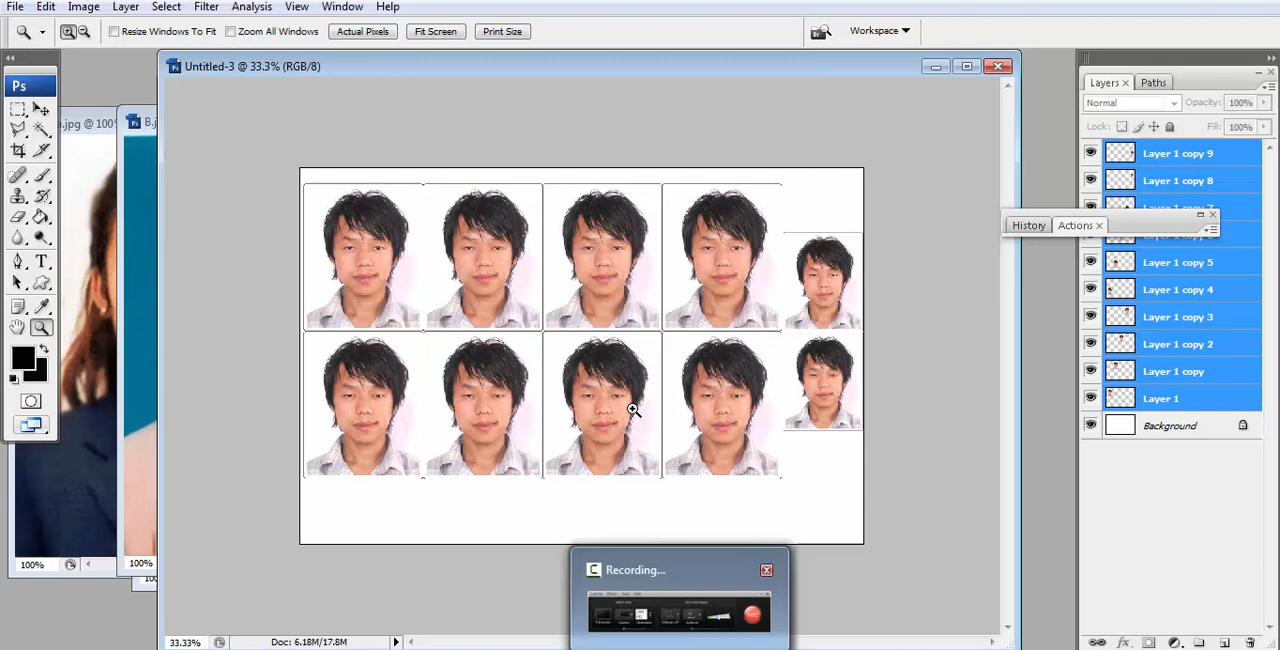 File Edit Image Layer Select Filter Analysis View Window Help
Resize Windows To Fit Zoom All Windows Actual Pixels Fit Screen Print Size Workspace
Ps
Untitled-3 @ 33.3% (RGB/8)
.jpg @ 100%
B.j
Layers × Paths
Normal Opacity: 100%
Lock: Fill: 100%
Layer 1 copy 9
Layer 1 copy 8
History Actions ×
Layer 1 copy 5
Layer 1 copy 4
Layer 1 copy 3
Layer 1 copy 2
Layer 1 copy
Layer 1
Background
T
Recording...
100%
100%
33.33% Doc: 6.18M/17.8M